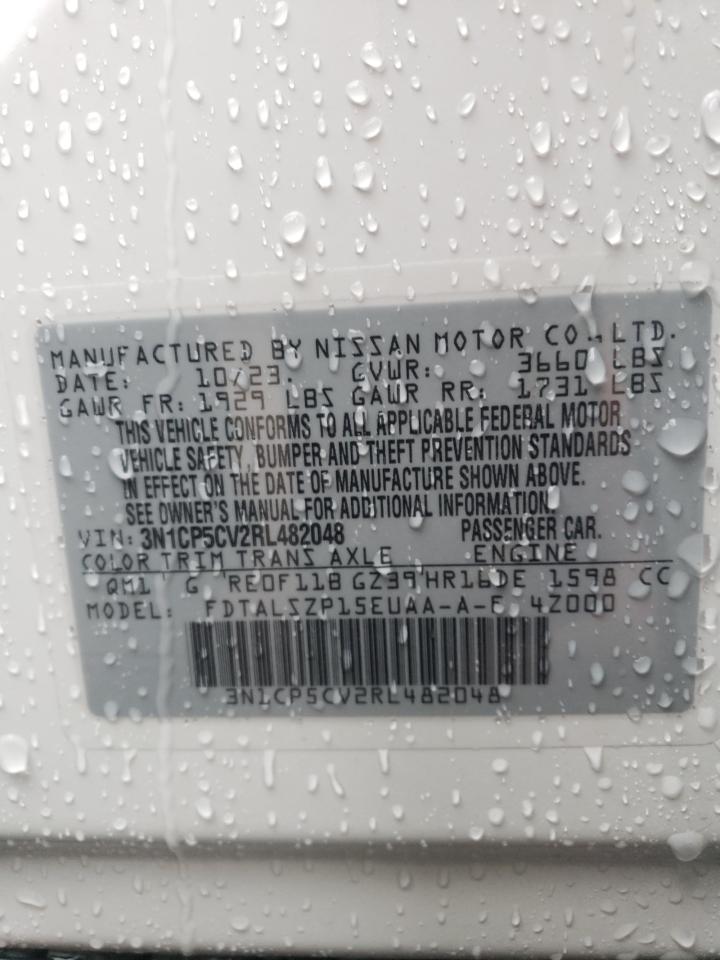 MANUFACTURED BY NISSAN MOTOR CO., LTD.
DATE: 10/23. GVWR: 3660 LBS
GAWR FR: 1929 LBS GAWR RR: 1731 LBS
THIS VEHICLE CONFORMS TO ALL APPLICABLE FEDERAL MOTOR
VEHICLE SAFETY, BUMPER AND THEFT PREVENTION STANDARDS
IN EFFECT ON THE DATE OF MANUFACTURE SHOWN ABOVE.
SEE OWNER'S MANUAL FOR ADDITIONAL INFORMATION.
VIN: 3N1CP5CV2RL482048 PASSENGER CAR.
COLOR TRIM TRANS AXLE ENGINE
QM1 G RE0F11B GZ39 HR16DE 1598 CC
MODEL: FDTALSZP15EUAA-A-F 4Z000
3N1CP5CV2RL482048